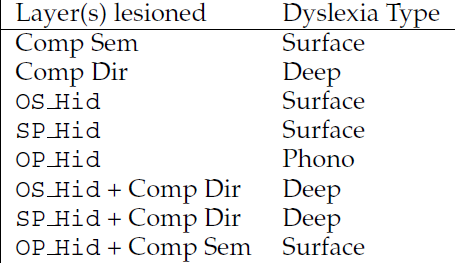 Layer(s) lesioned Dyslexia Type
Comp Sem Surface
Comp Dir Deep
OS_Hid Surface
SP_Hid Surface
OP_Hid Phono
OS_Hid + Comp Dir Deep
SP_Hid + Comp Dir Deep
OP_Hid + Comp Sem Surface